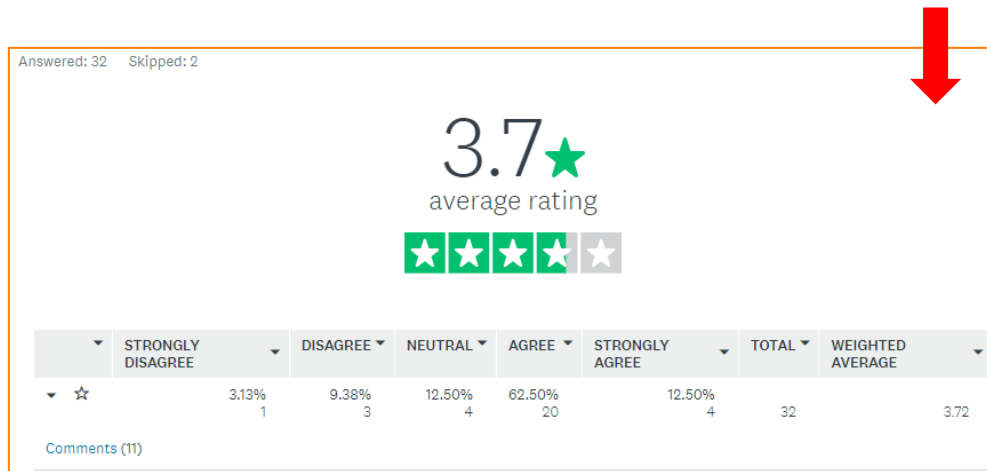 Answered: 32 Skipped: 2
3.7
average rating
STRONGLY DISAGREE NEUTRAL AGREE STRONGLY TOTAL WEIGHTED
DISAGREE AGREE AVERAGE
3.13% 9.38% 12.50% 62.50% 12.50%
1 3 4 20 4 32 3.72
Comments (11)